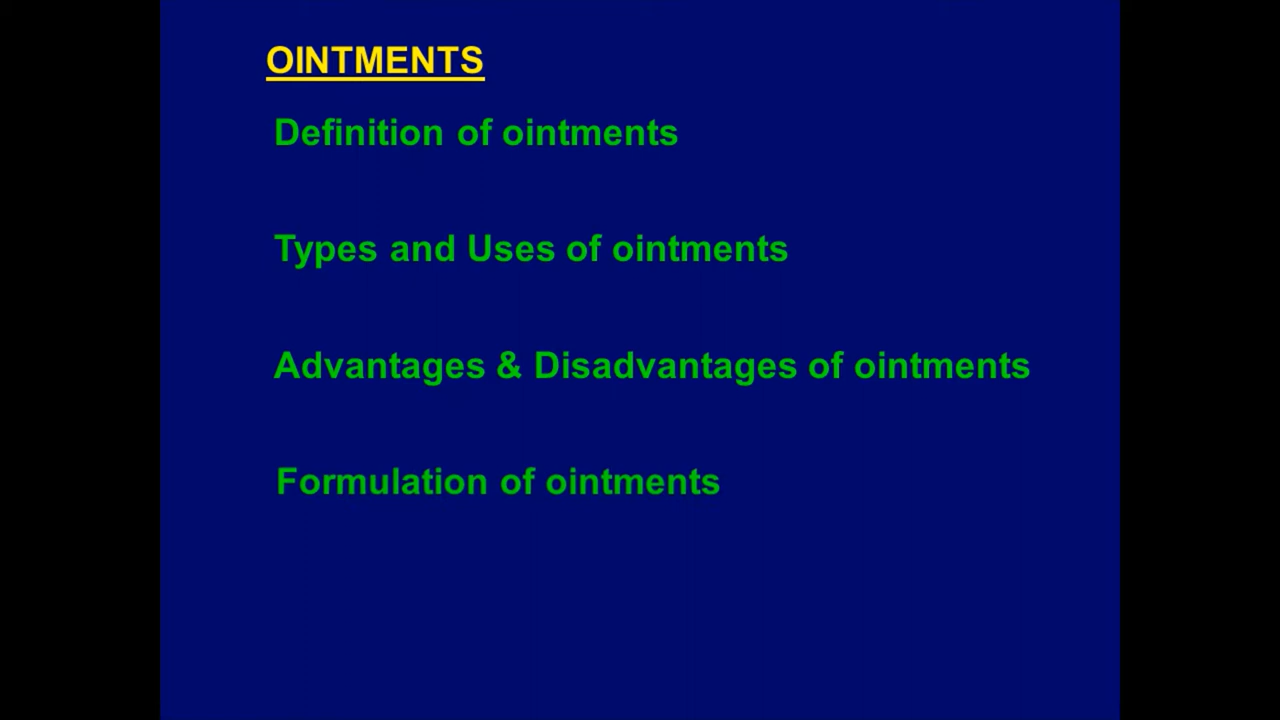 OINTMENTS
Definition of ointments
Types and Uses of ointments
Advantages & Disadvantages of ointments
Formulation of ointments